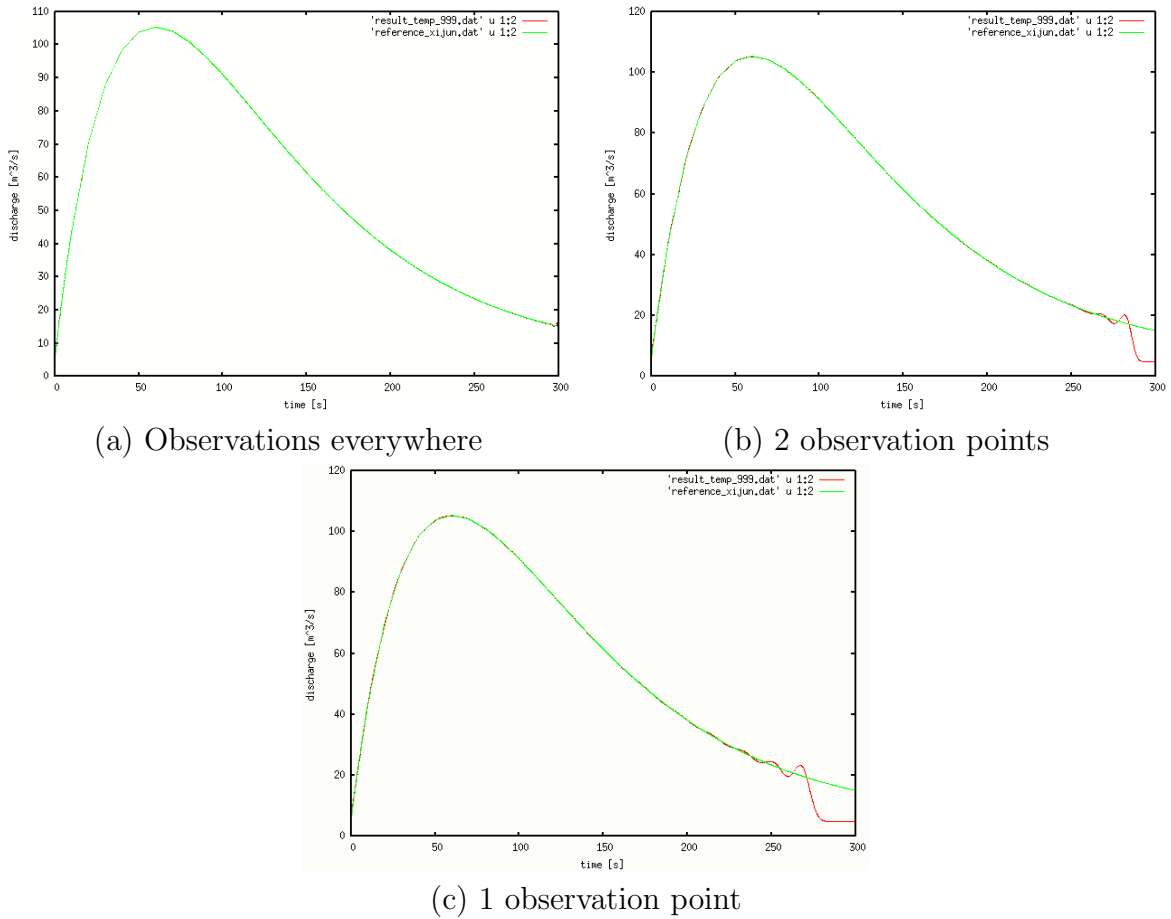 'result_temp_999.dat' u 1:2
'reference_xijun.dat' u 1:2
110
100
90
80
70
60
50
40
30
20
10
0
discharge [m^3/s]
0 50 100 150 200 250 300
time [s]
(a) Observations everywhere
'result_temp_999.dat' u 1:2
'reference_xijun.dat' u 1:2
120
100
80
60
40
20
0
discharge [m^3/s]
0 50 100 150 200 250 300
time [s]
(b) 2 observation points
'result_temp_999.dat' u 1:2
'reference_xijun.dat' u 1:2
120
100
80
60
40
20
0
discharge [m^3/s]
0 50 100 150 200 250 300
time [s]
(c) 1 observation point